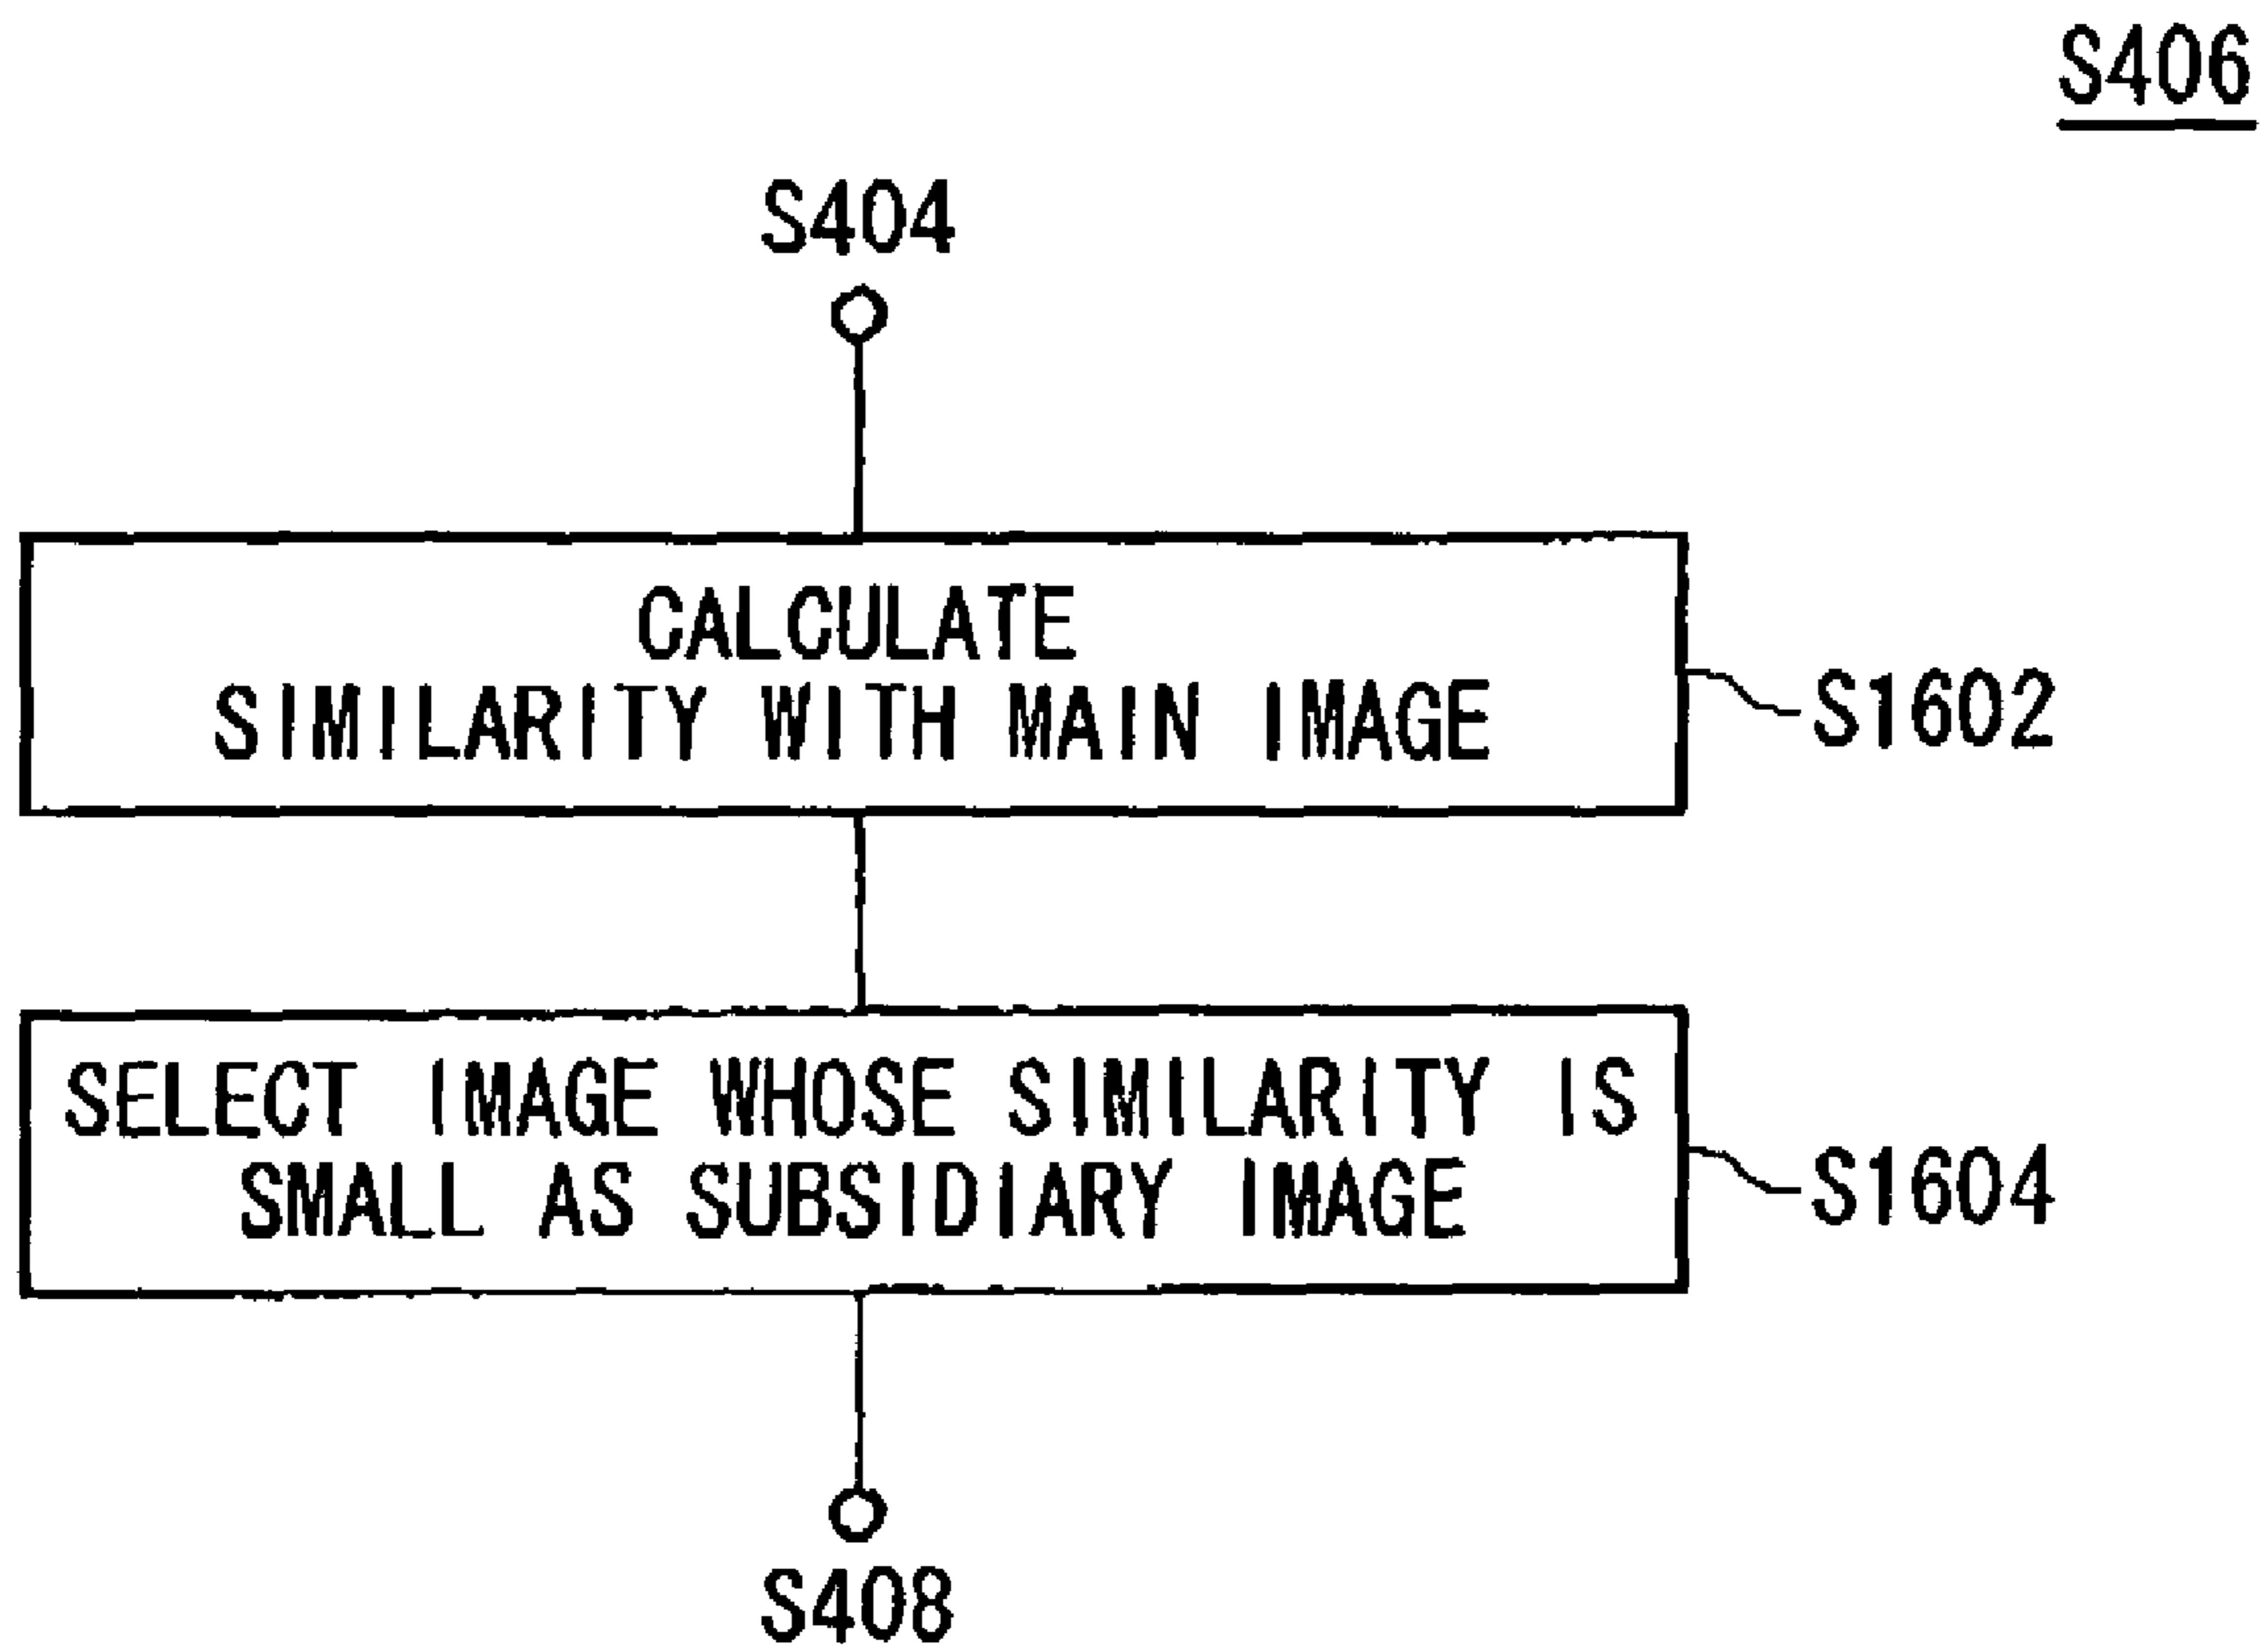 S406
S404
CALCULATE
SIMILARITY WITH MAIN IMAGE
S1602
SELECT IMAGE WHOSE SIMILARITY IS
SMALL AS SUBSIDIARY IMAGE
S1604
S408